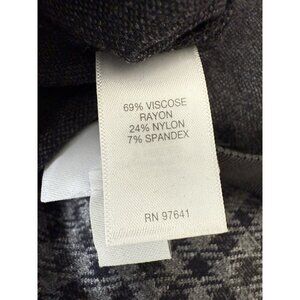 69% VISCOSE
RAYON
24% NYLON
7% SPANDEX
RN 97641